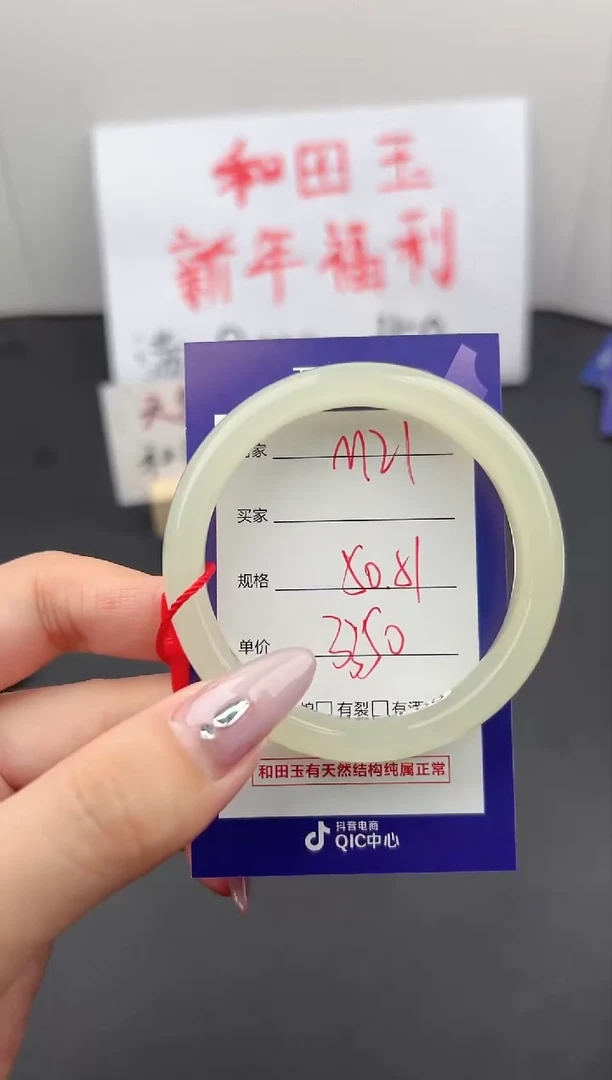 和田玉
新年福利
满
家 M21
买家
规格 80.81
单价 3350
有裂 有
和田玉有天然结构纯属正常
抖音电商
QIC中心